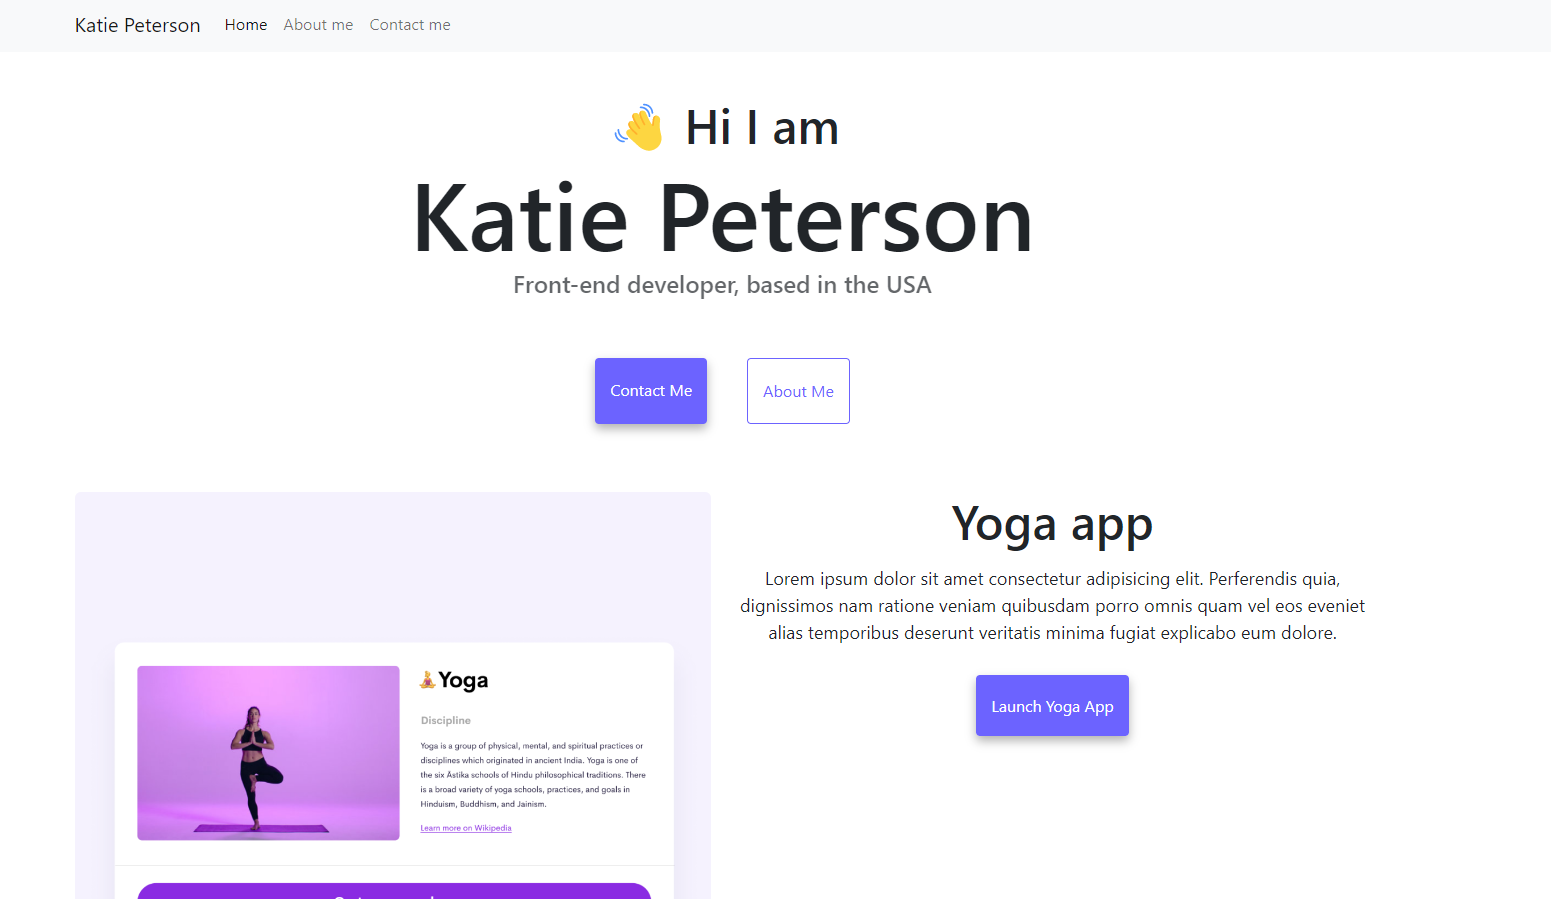 Katie Peterson Home About me Contact me
👋 Hi I am
Katie Peterson
Front-end developer, based in the USA
Contact Me About Me
Yoga app
Lorem ipsum dolor sit amet consectetur adipisicing elit. Perferendis quia,
dignissimos nam ratione veniam quibusdam porro omnis quam vel eos eveniet
alias temporibus deserunt veritatis minima fugiat explicabo eum dolore.
Launch Yoga App
🧘Yoga
Discipline
Yoga is a group of physical, mental, and spiritual practices or
disciplines which originated in ancient India. Yoga is one of
the six Āstika schools of Hindu philosophical traditions. There
is a broad variety of yoga schools, practices, and goals in
Hinduism, Buddhism, and Jainism.
Learn more on Wikipedia